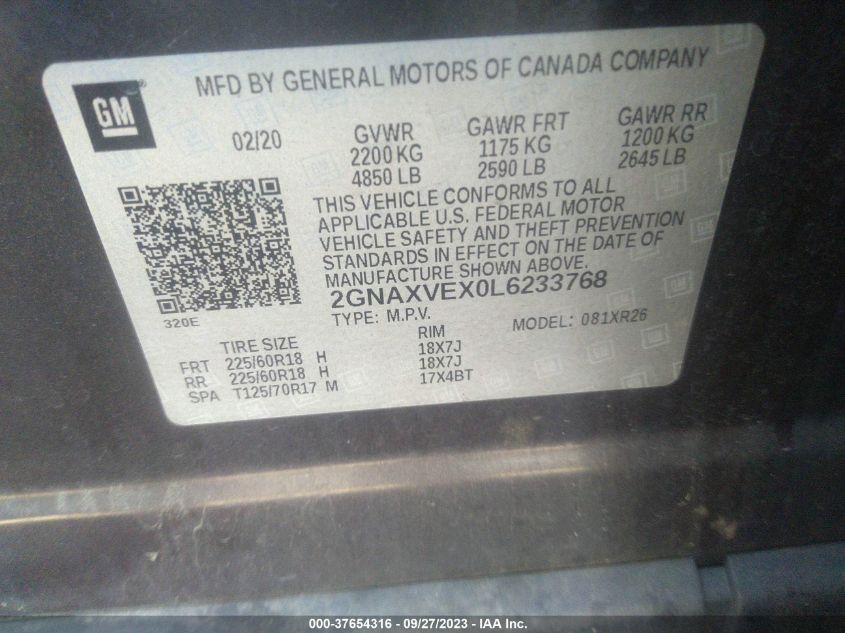 GM
MFD BY GENERAL MOTORS OF CANADA COMPANY
02/20
GVWR GAWR FRT GAWR RR
2200 KG 1175 KG 1200 KG
4850 LB 2590 LB 2645 LB
THIS VEHICLE CONFORMS TO ALL
APPLICABLE U.S. FEDERAL MOTOR
VEHICLE SAFETY AND THEFT PREVENTION
STANDARDS IN EFFECT ON THE DATE OF
MANUFACTURE SHOWN ABOVE.
2GNAXVEX0L6233768
320E
TYPE: M.P.V. MODEL: 081XR26
TIRE SIZE RIM
FRT 225/60R18 H 18X7J
RR 225/60R18 H 18X7J
SPA T125/70R17 M 17X4BT
000-37654316 - 09/27/2023 - IAA Inc.